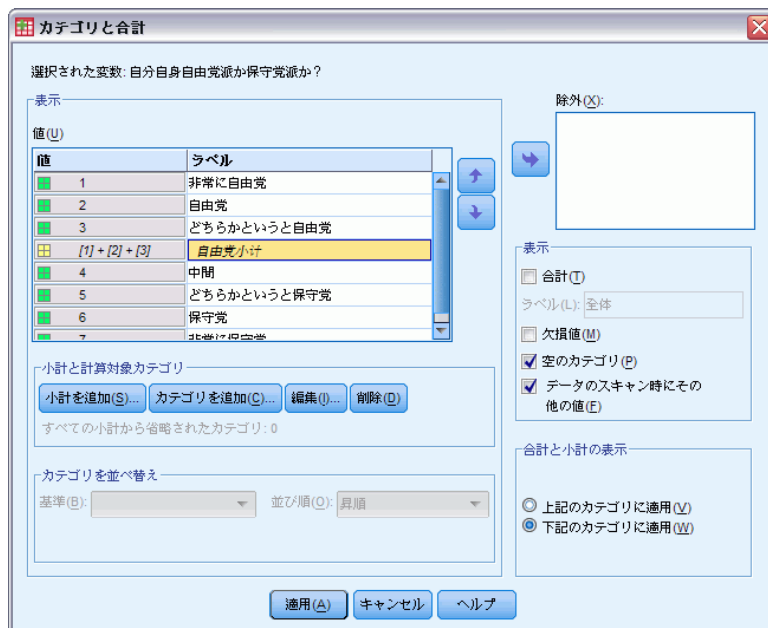 カテゴリと合計
選択された変数: 自分自身自由党派か保守党派か?
表示
値(U)
値 ラベル
1 非常に自由党
2 自由党
3 どちらかというと自由党
[1] + [2] + [3] 自由党小计
4 中間
5 どちらかというと保守党
6 保守党
7 非常に保守党
小計と計算対象カテゴリ
小計を追加(S)... カテゴリを追加(C)... 編集(I)... 削除(D)
すべての小計から省略されたカテゴリ: 0
カテゴリを並べ替え
基準(B): 並び順(O): 昇順
除外(X):
表示
合計(T)
ラベル(L): 全体
欠損値(M)
空のカテゴリ(P)
データのスキャン時にその
他の値(F)
合計と小計の表示
上記のカテゴリに適用(V)
下記のカテゴリに適用(W)
適用(A) キャンセル ヘルプ